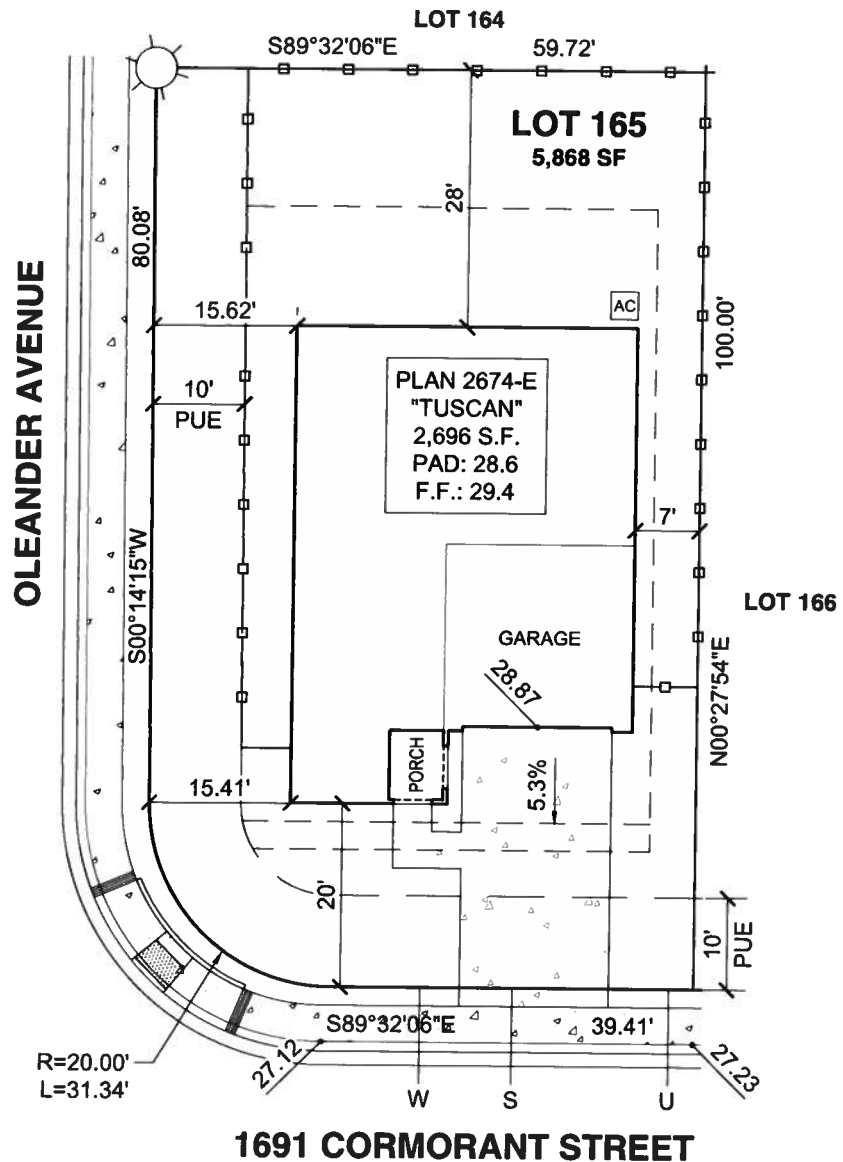 LOT 164
S89°32'06"E
59.72'
LOT 165
5,868 SF
80.08'
28'
OLEANDER AVENUE
15.62'
AC
100.00'
10'
PUE
PLAN 2674-E
"TUSCAN"
2,696 S.F.
PAD: 28.6
F.F.: 29.4
7'
S00°14'15"W
LOT 166
GARAGE
28.87
N00°27'54"E
PORCH
5.3%
15.41'
20'
10'
PUE
S89°32'06"E
39.41'
R=20.00'
L=31.34'
27.12
27.23
W
S
U
1691 CORMORANT STREET